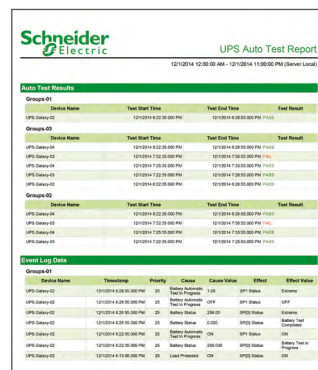 Schneider
Electric
UPS Auto Test Report
12/1/2014 12:00:00 AM - 12/1/2014 11:00:00 PM (Server Local)
Auto Test Results
Groups-01
Device Name Test Start Time Test End Time Test Result
UPS Galaxy-02 12/1/2014 6:22:35.000 PM 12/1/2014 6:28:55.000 PM PASS
Groups-03
Device Name Test Start Time Test End Time Test Result
UPS Galaxy-04 12/1/2014 6:22:35.000 PM 12/1/2014 6:28:55.000 PM PASS
UPS Galaxy-03 12/1/2014 7:52:35.000 PM 12/1/2014 7:58:55.000 PM FAIL
UPS Galaxy-04 12/1/2014 7:25:35.000 PM 12/1/2014 7:33:55.000 PM PASS
UPS Galaxy-03 12/1/2014 7:22:35.000 PM 12/1/2014 7:28:55.000 PM PASS
UPS Galaxy-02 12/1/2014 6:22:35.000 PM 12/1/2014 6:28:55.000 PM PASS
Groups-02
Device Name Test Start Time Test End Time Test Result
UPS Galaxy-04 12/1/2014 6:22:35.000 PM 12/1/2014 6:28:55.000 PM PASS
UPS Galaxy-03 12/1/2014 7:52:35.000 PM 12/1/2014 7:58:55.000 PM FAIL
UPS Galaxy-04 12/1/2014 7:25:35.000 PM 12/1/2014 7:33:55.000 PM PASS
UPS Galaxy-03 12/1/2014 7:22:35.000 PM 12/1/2014 7:28:55.000 PM PASS
Event Log Data
Groups-01
Device Name Timestamp Priority Cause Cause Value Effect Effect Value
UPS Galaxy-02 12/1/2014 6:28:55.000 PM 25 Battery Automatic Test In Progress 1.00 SP1 Status Extreme
UPS Galaxy-02 12/1/2014 6:28:55.000 PM 25 Battery Automatic Test In Progress OFF SP1 Status OFF
UPS Galaxy-02 12/1/2014 6:28:55.000 PM 25 Battery Status 256.00 SP[0] Status Extreme
UPS Galaxy-02 12/1/2014 6:28:55.000 PM 25 Battery Status 0.000 SP[0] Status Battery Test Completed
UPS Galaxy-02 12/1/2014 6:22:35.000 PM 25 Battery Automatic Test In Progress ON SP1 Status ON
UPS Galaxy-02 12/1/2014 6:22:35.000 PM 25 Battery Status 256.000 SP[0] Status Battery Test In Progress
UPS Galaxy-02 12/1/2014 6:15:00.000 PM 25 Load Protected ON SP[0] Status ON